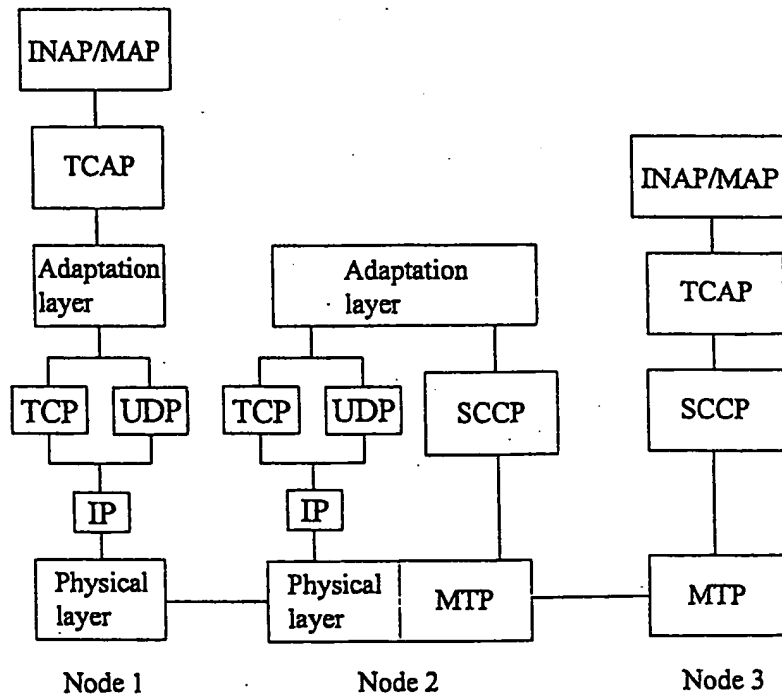 INAP/MAP
TCAP
Adaptation
layer
TCP
UDP
IP
Physical
layer
Node 1
Adaptation
layer
TCP
UDP
SCCP
IP
Physical
layer
MTP
Node 2
INAP/MAP
TCAP
SCCP
MTP
Node 3